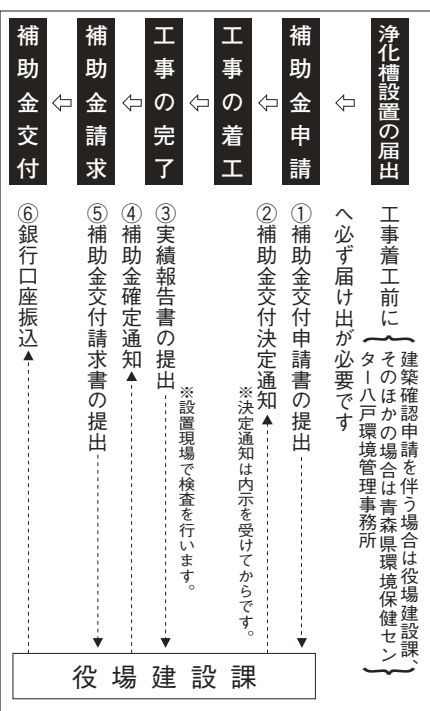 浄化槽設置の届出
工事着工前に
建築確認申請を伴う場合は役場建設課、
そのほかの場合は青森県環境保健セン
ター八戸環境管理事務所
へ必ず届け出が必要です
⇦
補助金申請
①補助金交付申請書の提出
②補助金交付決定通知
※決定通知は内示を受けてからです。
⇦
工事の着工
⇦
工事の完了
③実績報告書の提出
※設置現場で検査を行います。
④補助金確定通知
⇦
補助金請求
⑤補助金交付請求書の提出
⇦
補助金交付
⑥銀行口座振込
役場建設課